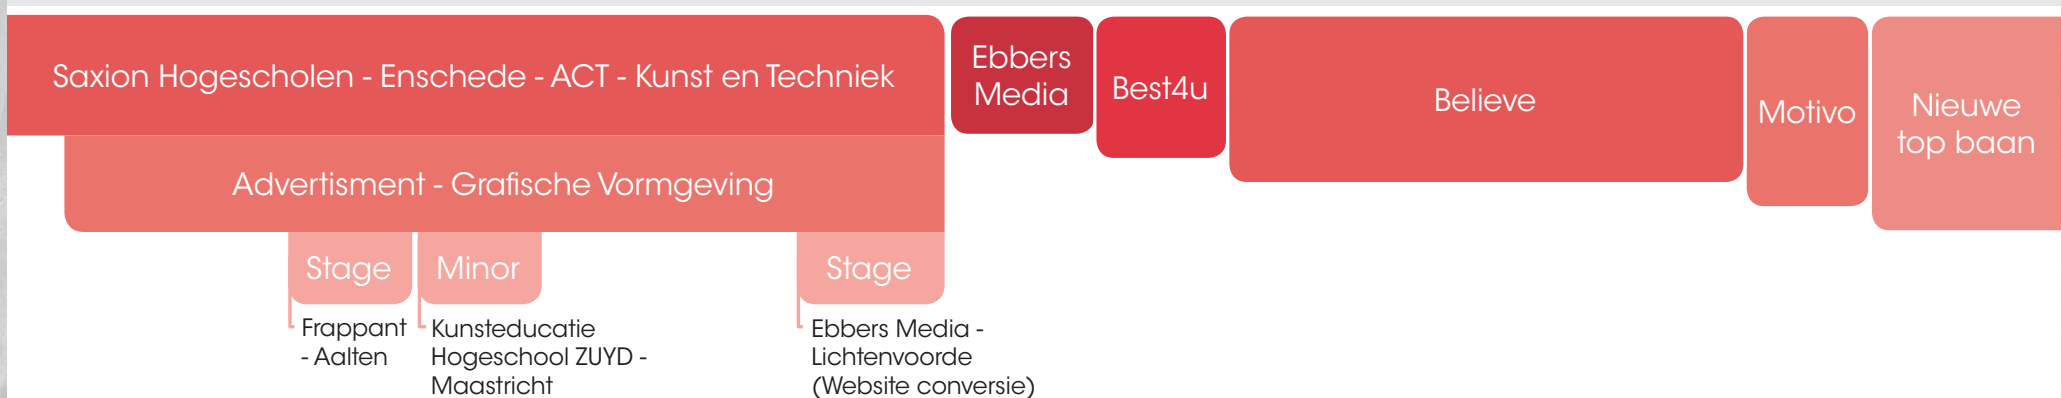 Saxion Hogescholen - Enschede - ACT - Kunst en Techniek
Ebbers
Media
Best4u
Believe
Motivo
Nieuwe
top baan
Advertisment - Grafische Vormgeving
Stage
Minor
Stage
Frappant
- Aalten
Kunsteducatie
Hogeschool ZUYD -
Maastricht
Ebbers Media -
Lichtenvoorde
(Website conversie)